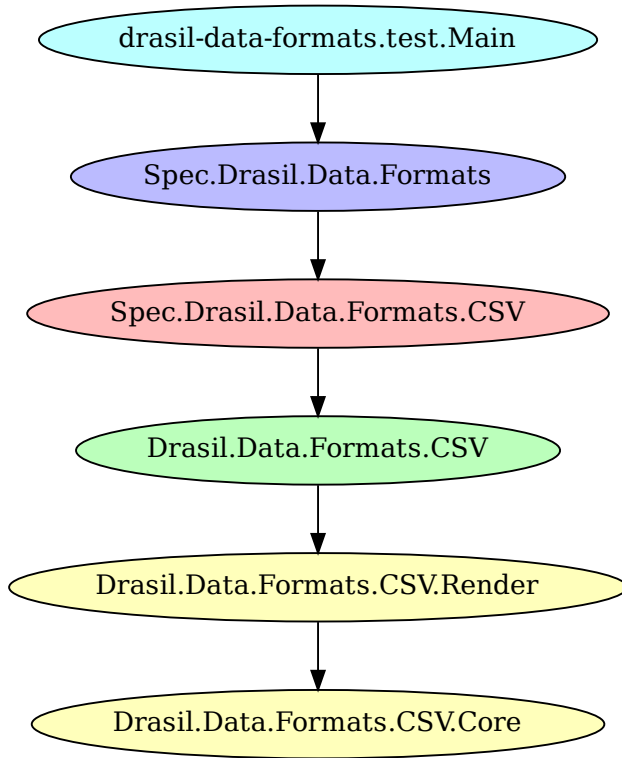 drasil-data-formats.test.Main
Spec.Drasil.Data.Formats
Spec.Drasil.Data.Formats.CSV
Drasil.Data.Formats.CSV
Drasil.Data.Formats.CSV.Render
Drasil.Data.Formats.CSV.Core